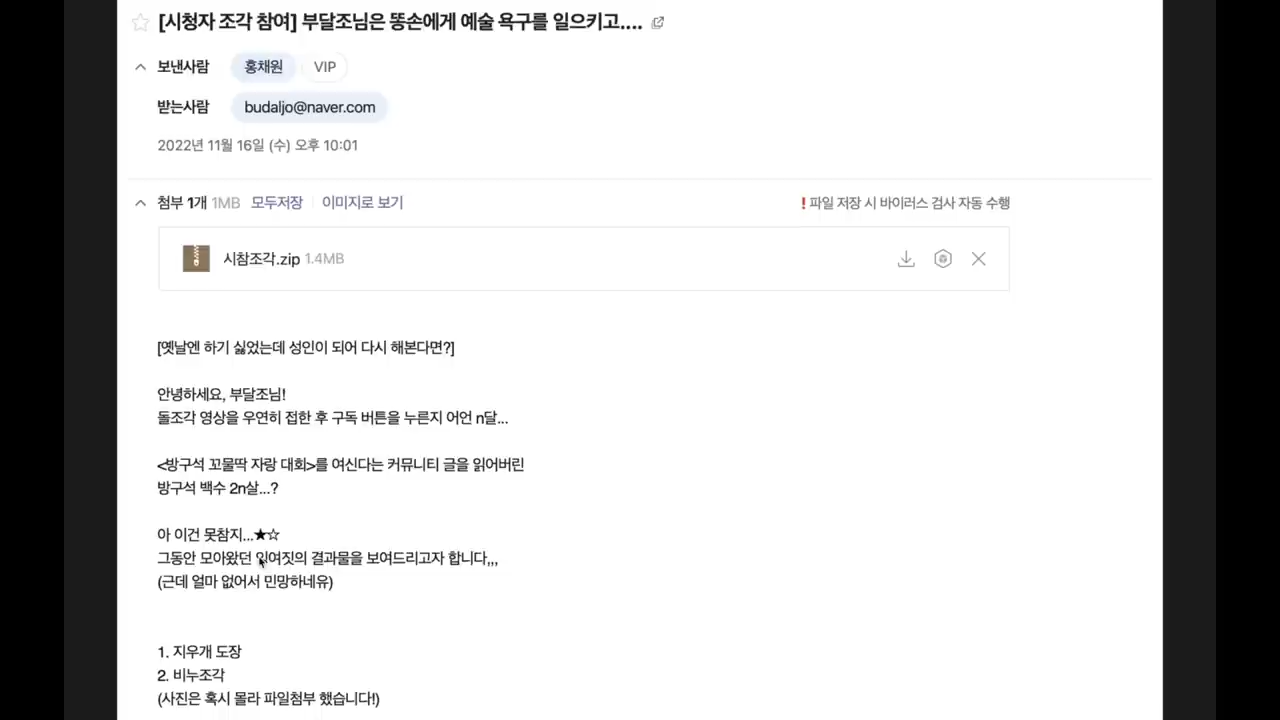 [시청자 조각 참여] 부달조님은 똥손에게 예술 욕구를 일으키고....
보낸사람 홍채원 VIP
받는사람 budaljo@naver.com
2022년 11월 16일 (수) 오후 10:01
첨부 1개 1MB 모두저장 이미지로 보기 ! 파일 저장 시 바이러스 검사 자동 수행
시참조각.zip 1.4MB
[옛날엔 하기 싫었는데 성인이 되어 다시 해본다면?]
안녕하세요, 부달조님!
돌조각 영상을 우연히 접한 후 구독 버튼을 누른지 어언 n달...
<방구석 꼬물딱 자랑 대회>를 여신다는 커뮤니티 글을 읽어버린
방구석 백수 2n살...?
아 이건 못참지...★☆
그동안 모아왔던 잉여짓의 결과물을 보여드리고자 합니다,,,
(근데 얼마 없어서 민망하네유)
1. 지우개 도장
2. 비누조각
(사진은 혹시 몰라 파일첨부 했습니다!)